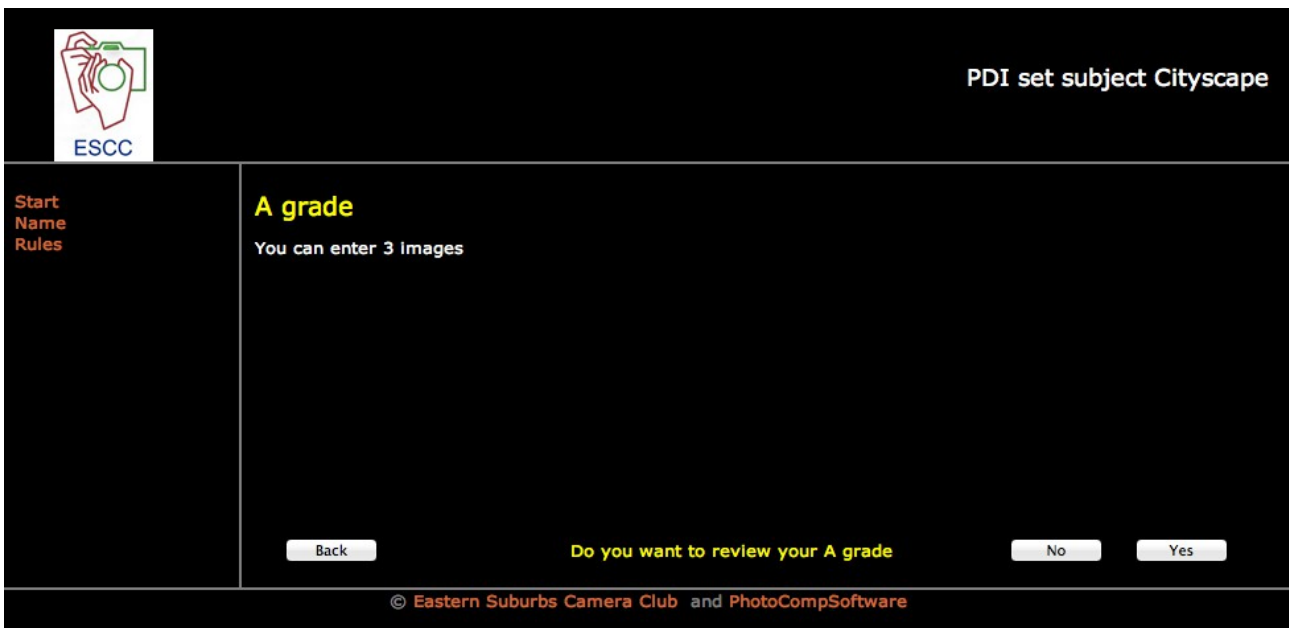 ESCC
PDI set subject Cityscape
Start
Name
Rules
A grade
You can enter 3 images
Back
Do you want to review your A grade
No
Yes
© Eastern Suburbs Camera Club and PhotoCompSoftware